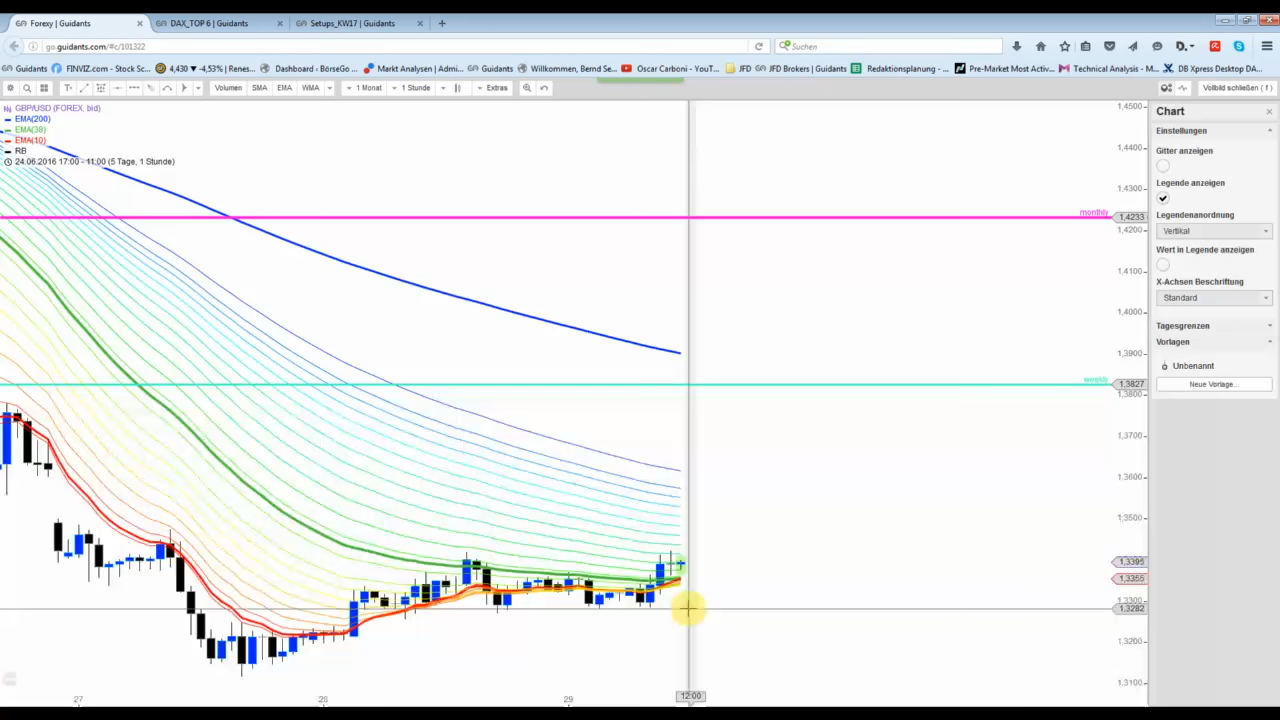 Forexy | Guidants
DAX_TOP 6 | Guidants
Setups_KW17 | Guidants
go.guidants.com/#c/101322
Suchen
Guidants
FINVIZ.com - Stock Sc...
4,430 ▼ -4,53% | Renes...
Dashboard - BörseGo ...
Markt Analysen | Admi...
Guidants
Willkommen, Bernd Se...
Oscar Carboni - YouT...
JFD
JFD Brokers | Guidants
Redaktionsplanung - ...
Pre-Market Most Activ...
Technical Analysis - M...
DB Xpress Desktop DA...
Volumen
SMA
EMA
WMA
1 Monat
1 Stunde
Extras
Vollbild schließen ( f )
GBP/USD (FOREX, bid)
EMA(200)
EMA(38)
EMA(10)
RB
24.06.2016 17:00 - 11:00 (5 Tage, 1 Stunde)
monthly
weekly
1,4500
1,4400
1,4300
1,4233
1,4200
1,4100
1,4000
1,3900
1,3827
1,3800
1,3700
1,3600
1,3500
1,3395
1,3355
1,3300
1,3282
1,3200
1,3100
27
28
29
12:00
Chart
Einstellungen
Gitter anzeigen
Legende anzeigen
Legendenanordnung
Vertikal
Wert in Legende anzeigen
X-Achsen Beschriftung
Standard
Tagesgrenzen
Vorlagen
Unbenannt
Neue Vorlage...